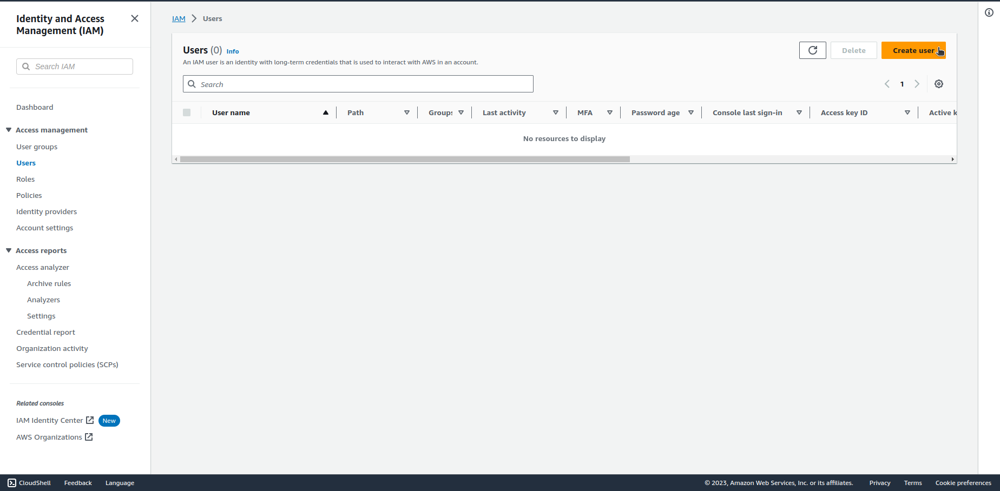 Identity and Access
Management (IAM)
Search IAM
Dashboard
Access management
User groups
Users
Roles
Policies
Identity providers
Account settings
Access reports
Access analyzer
Archive rules
Analyzers
Settings
Credential report
Organization activity
Service control policies (SCPs)
Related consoles
IAM Identity Center New
AWS Organizations
IAM Users
Users (0) Info
An IAM user is an identity with long-term credentials that is used to interact with AWS in an account.
Delete Create user
Search
1
User name Path Groups Last activity MFA Password age Console last sign-in Access key ID Active k
No resources to display
CloudShell Feedback Language © 2023, Amazon Web Services, Inc. or its affiliates. Privacy Terms Cookie preferences